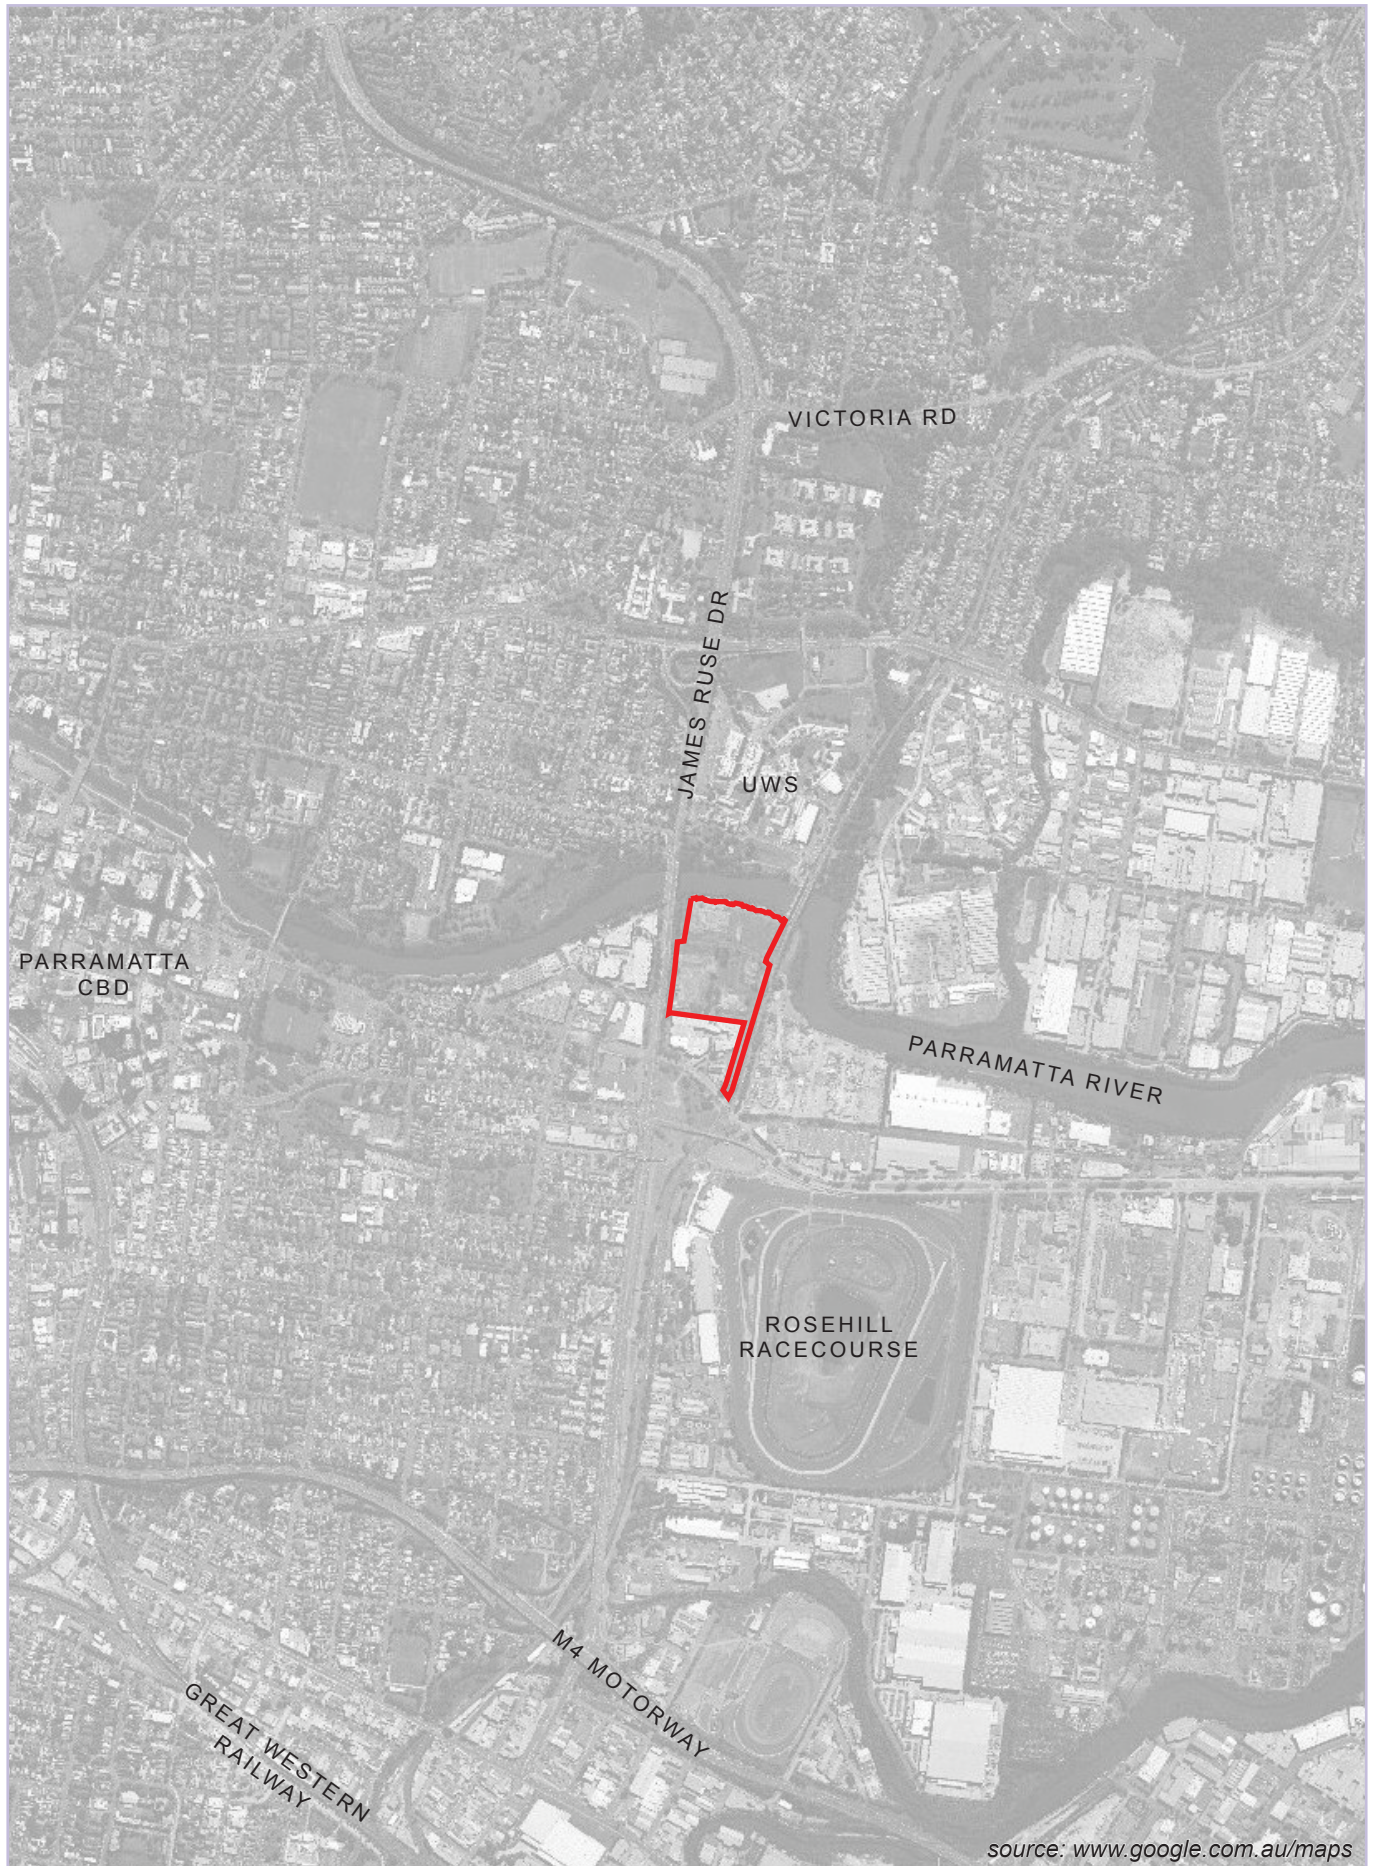 VICTORIA RD
JAMES RUSE DR
UWS
PARRAMATTA
CBD
PARRAMATTA RIVER
ROSEHILL
RACECOURSE
M4 MOTORWAY
GREAT WESTERN
RAILWAY
source: www.google.com.au/maps